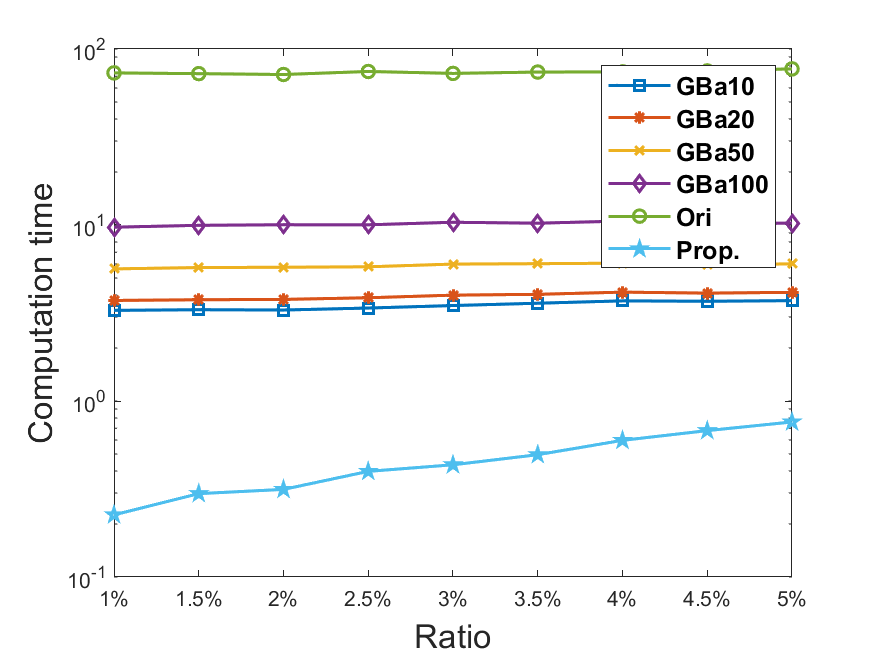 10^2
10^1
10^0
10^-1
Computation time
GBa10
GBa20
GBa50
GBa100
Ori
Prop.
1% 1.5% 2% 2.5% 3% 3.5% 4% 4.5% 5%
Ratio